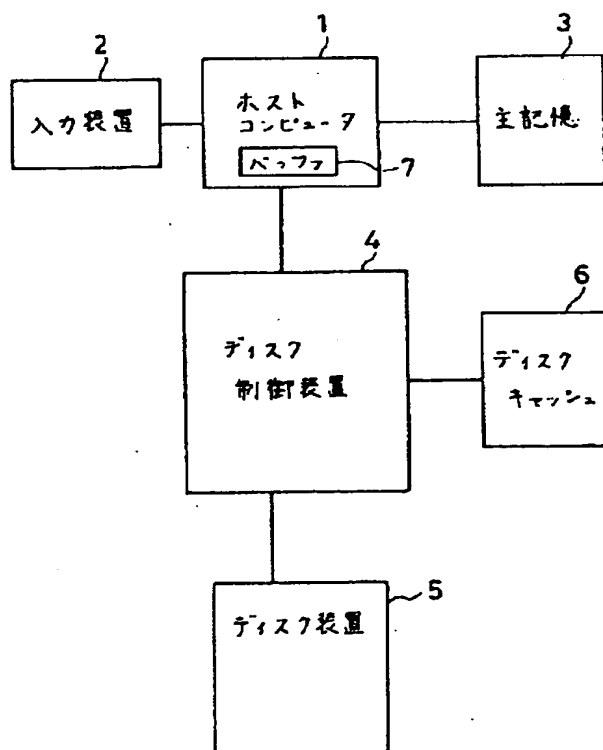 1
2
3
入力装置
ホスト
コンピュータ
主記憶
バッファ
7
4
6
ディスク
制御装置
ディスク
キャッシュ
5
ディスク装置